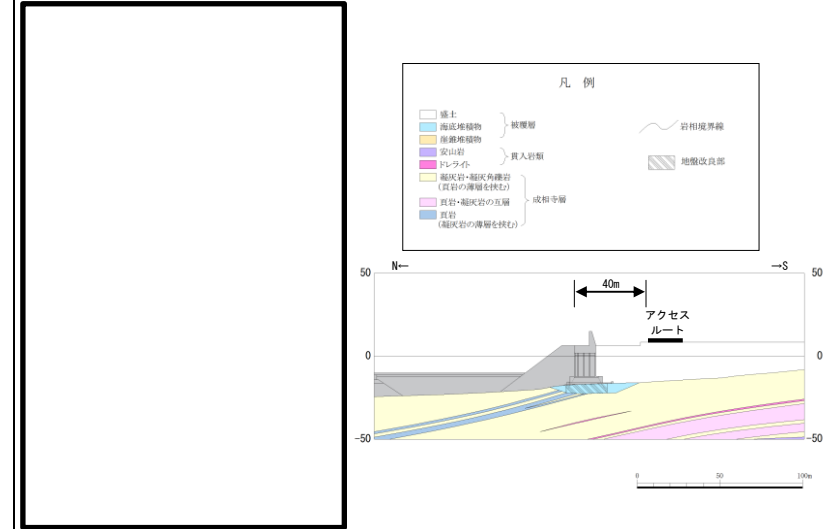 凡 例
盛土
海底堆積物
崖錐堆積物
被覆層
安山岩
ドレライト
貫入岩類
凝灰岩・凝灰角礫岩
(頁岩の薄層を挟む)
頁岩・凝灰岩の互層
頁岩
(凝灰岩の薄層を挟む)
成相寺層
岩相境界線
地盤改良部
N←
→S
50
50
40m
アクセス
ルート
0
0
-50
-50
0
50
100m